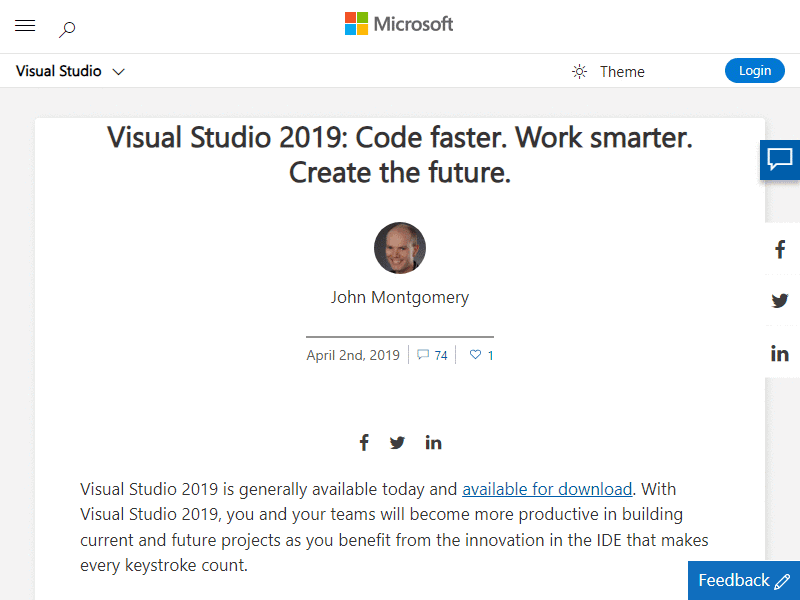 Microsoft
Visual Studio
Theme
Login
Visual Studio 2019: Code faster. Work smarter.
Create the future.
John Montgomery
April 2nd, 2019
74
1
Visual Studio 2019 is generally available today and available for download. With
Visual Studio 2019, you and your teams will become more productive in building
current and future projects as you benefit from the innovation in the IDE that makes
every keystroke count.
Feedback